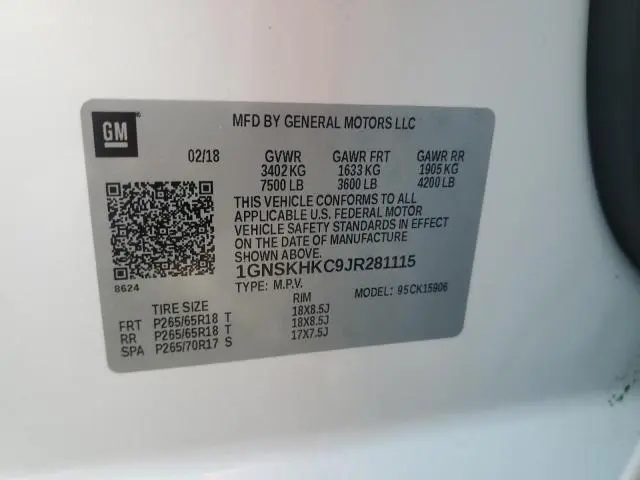 GM
MFD BY GENERAL MOTORS LLC
02/18 GVWR GAWR FRT GAWR RR
3402 KG 1633 KG 1905 KG
7500 LB 3600 LB 4200 LB
THIS VEHICLE CONFORMS TO ALL
APPLICABLE U.S. FEDERAL MOTOR
VEHICLE SAFETY STANDARDS IN EFFECT
ON THE DATE OF MANUFACTURE
SHOWN ABOVE.
8624
1GNSKHKC9JR281115
TYPE: M.P.V. MODEL: 95CK15906
TIRE SIZE RIM
FRT P265/65R18 T 18X8.5J
RR P265/65R18 T 18X8.5J
SPA P265/70R17 S 17X7.5J